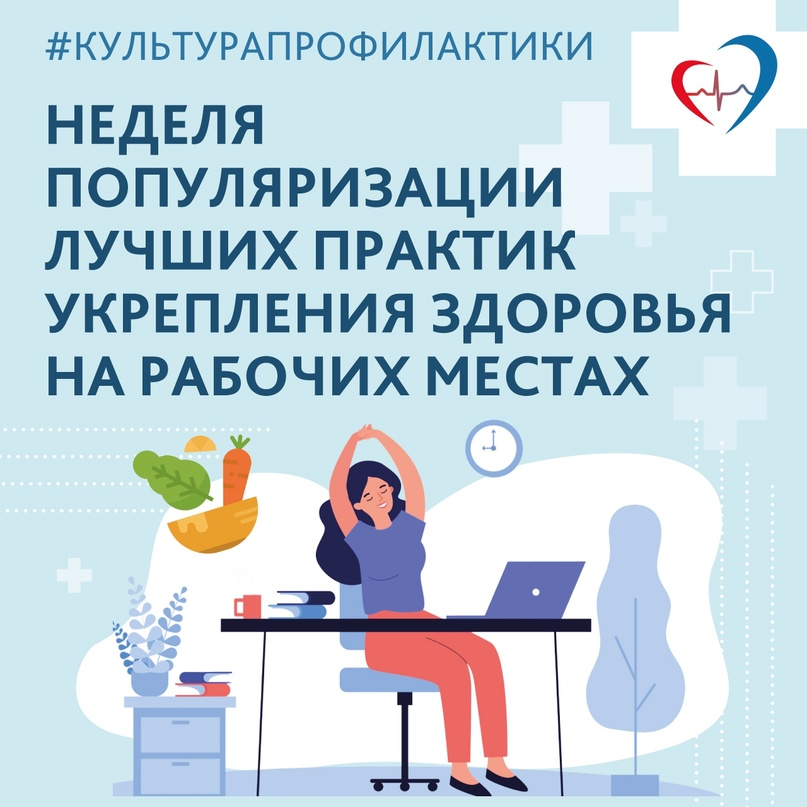 #КУЛЬТУРАПРОФИЛАКТИКИ
НЕДЕЛЯ
ПОПУЛЯРИЗАЦИИ
ЛУЧШИХ ПРАКТИК
УКРЕПЛЕНИЯ ЗДОРОВЬЯ
НА РАБОЧИХ МЕСТАХ